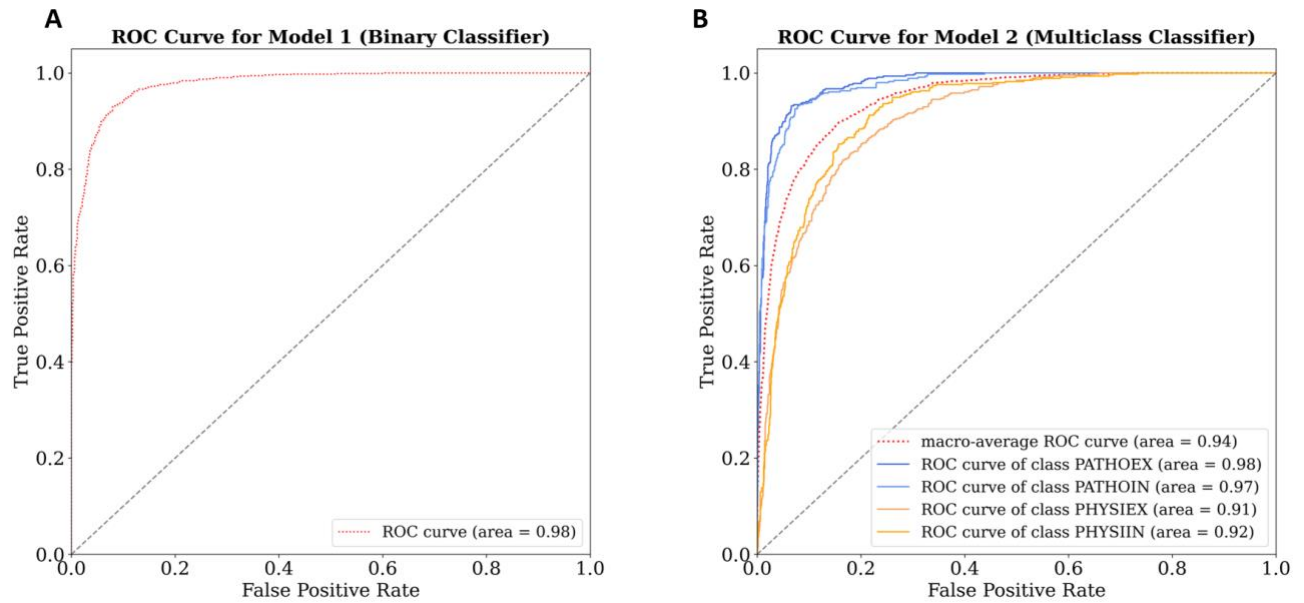 A
ROC Curve for Model 1 (Binary Classifier)
True Positive Rate
1.0
0.8
0.6
0.4
0.2
0.0
ROC curve (area = 0.98)
0.0 0.2 0.4 0.6 0.8 1.0
False Positive Rate
B
ROC Curve for Model 2 (Multiclass Classifier)
True Positive Rate
1.0
0.8
0.6
0.4
0.2
0.0
macro-average ROC curve (area = 0.94)
ROC curve of class PATHOEX (area = 0.98)
ROC curve of class PATHOIN (area = 0.97)
ROC curve of class PHYSIEX (area = 0.91)
ROC curve of class PHYSIIN (area = 0.92)
0.0 0.2 0.4 0.6 0.8 1.0
False Positive Rate